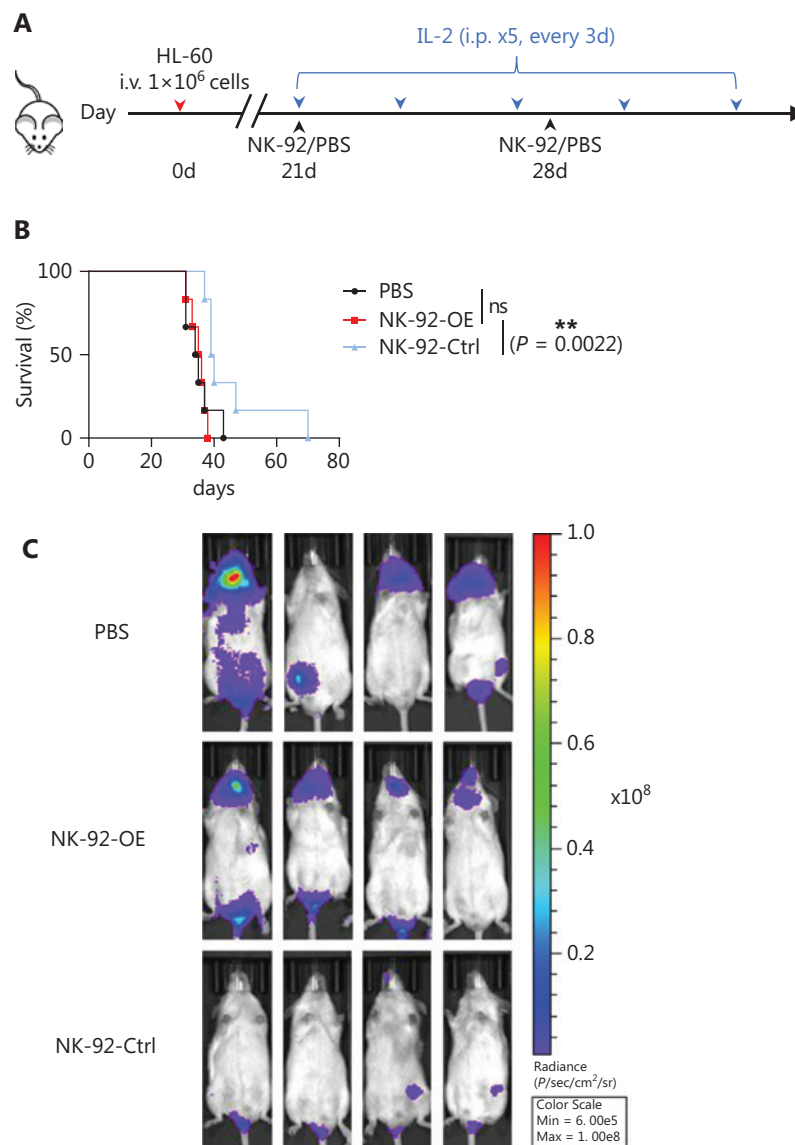 A
HL-60
i.v. 1×10⁶ cells
IL-2 (i.p. x5, every 3d)
Day
NK-92/PBS
NK-92/PBS
0d
21d
28d
B
100
50
0
Survival (%)
0
20
40
60
80
days
PBS
NK-92-OE
NK-92-Ctrl
ns
**
(P = 0.0022)
C
PBS
NK-92-OE
NK-92-Ctrl
1.0
0.8
0.6
0.4
0.2
x10⁸
Radiance
(P/sec/cm²/sr)
Color Scale
Min = 6. 00e5
Max = 1. 00e8